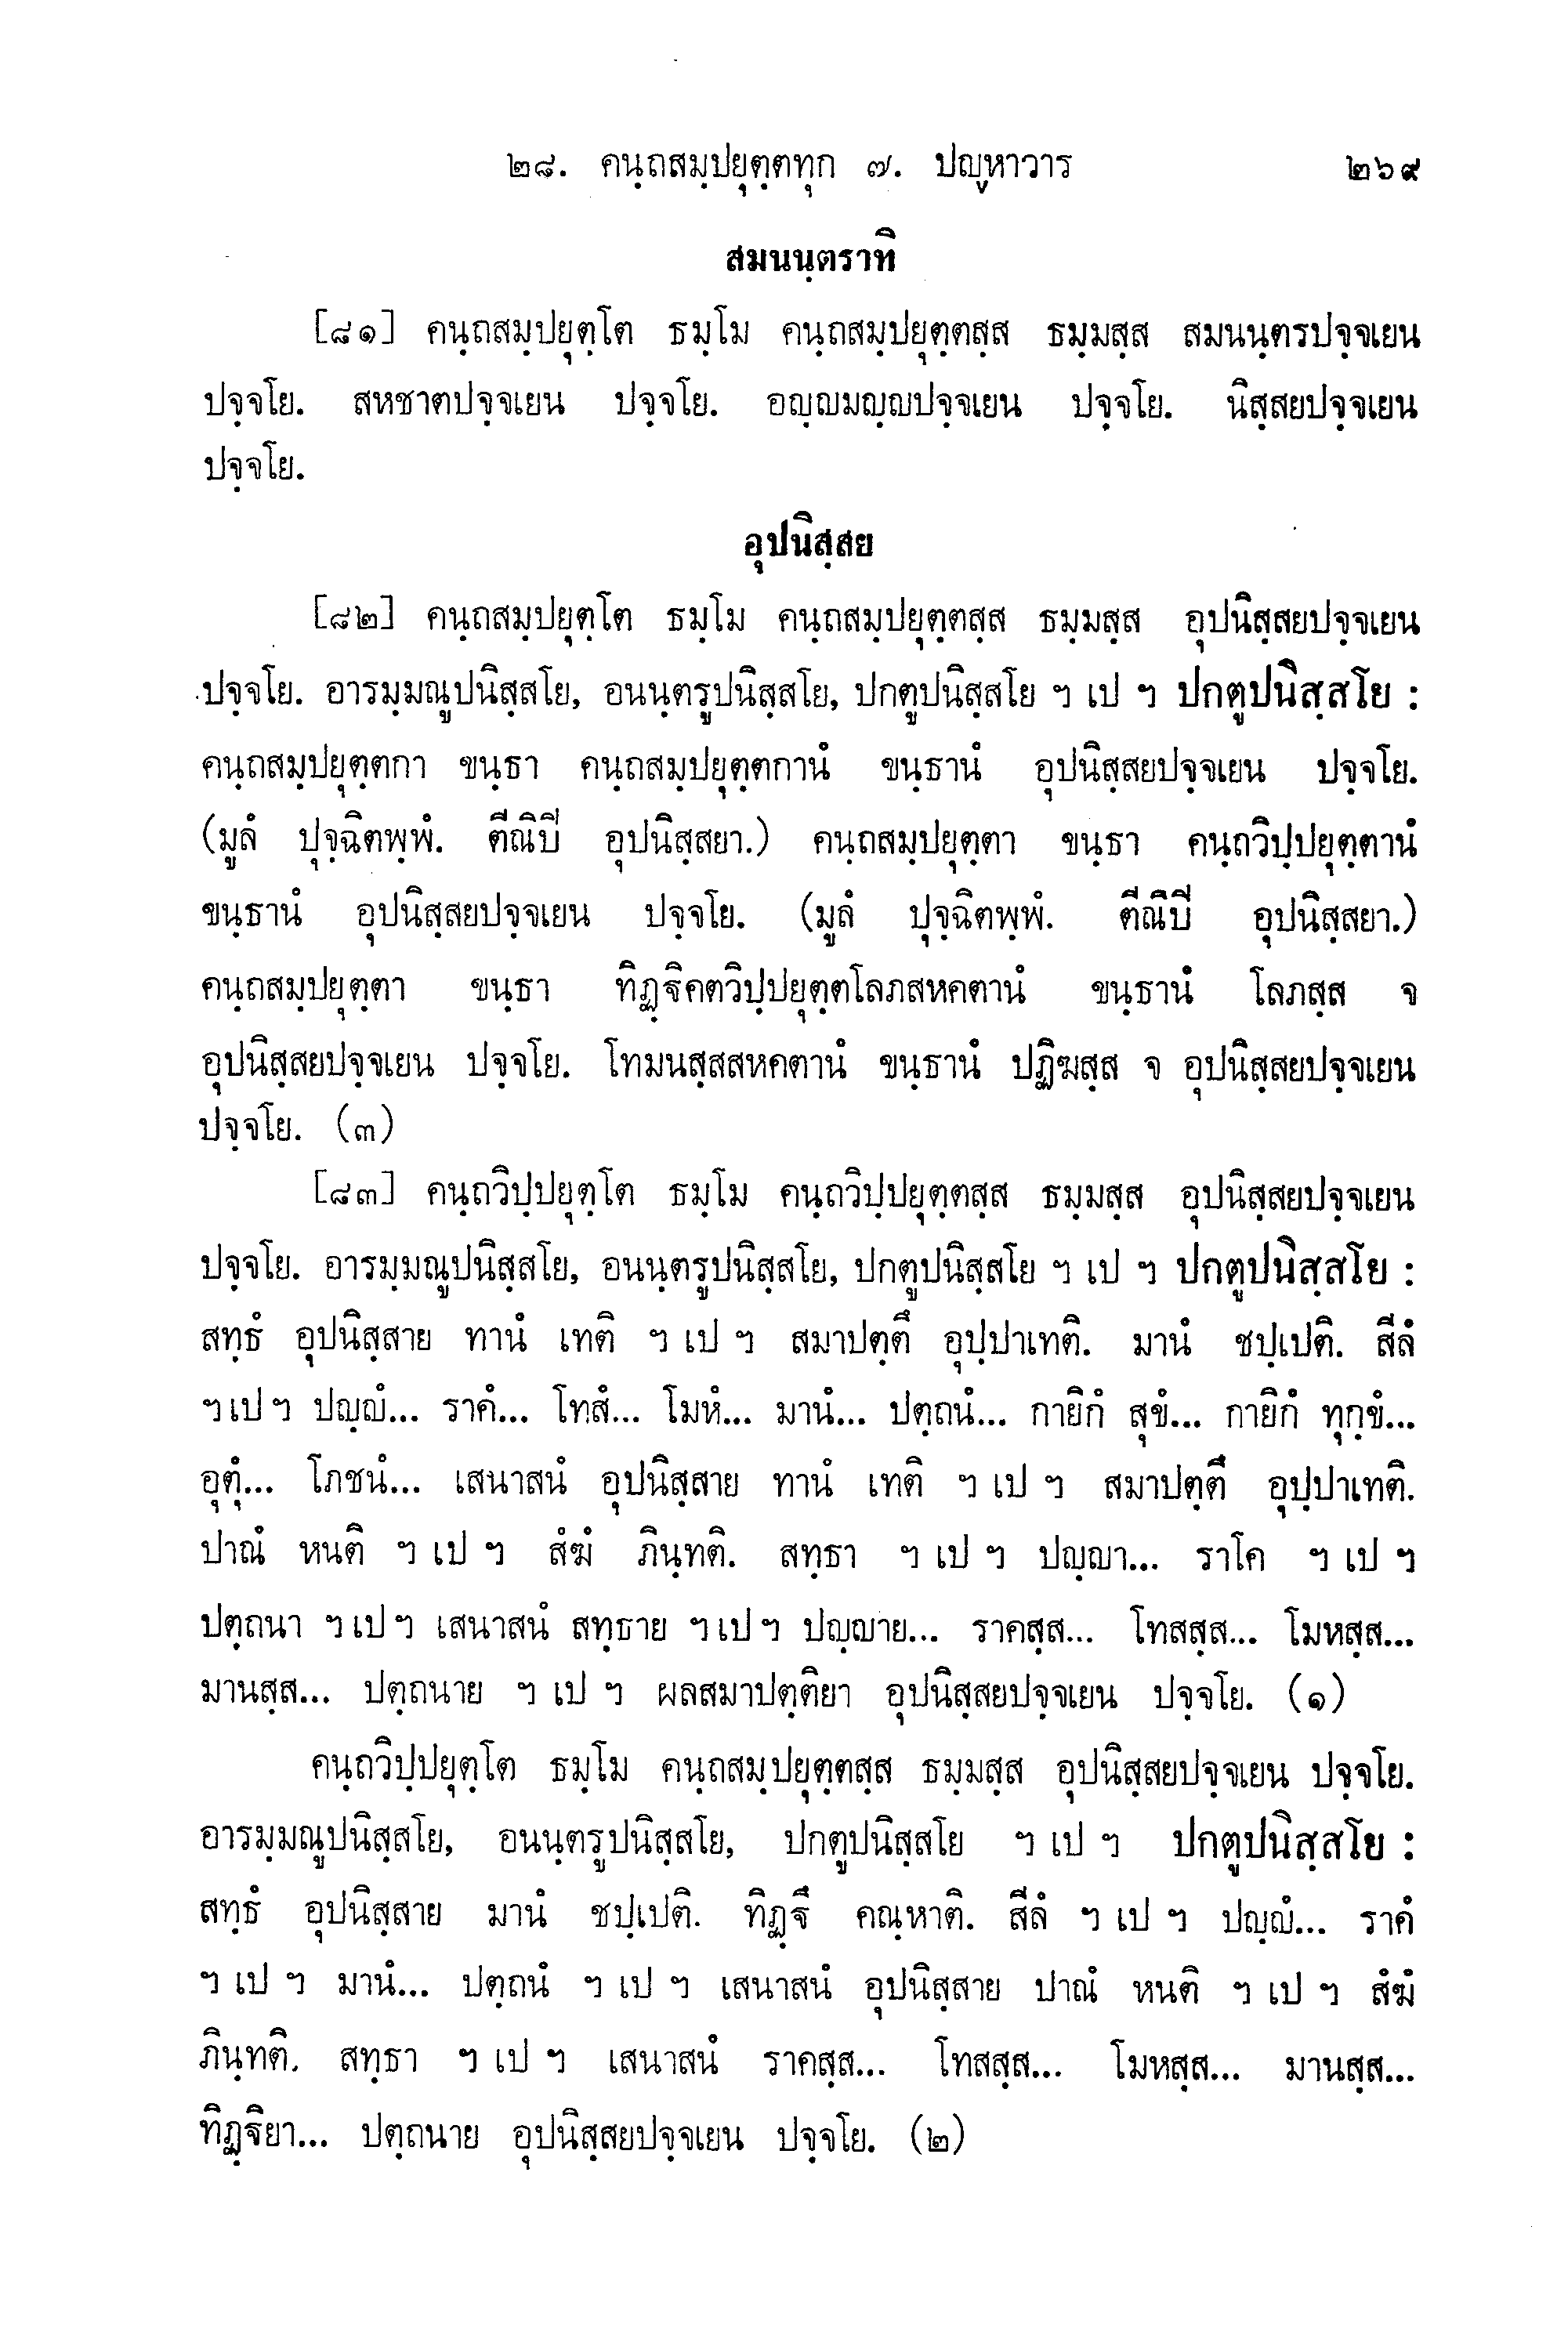 ๒๘. คนฺถสมฺปยุตฺตทุก ๗. ปญฺหาวาร ๒๖๙
สมนนฺตราทิ
[๘๑] คนฺถสมฺปยุตฺโต ธมฺโม คนฺถสมฺปยุตฺตสฺส ธมฺมสฺส สมนนฺตรปจฺจเยน
ปจฺจโย. สหชาตปจฺจเยน ปจฺจโย. อญฺญมญฺญปจฺจเยน ปจฺจโย. นิสฺสยปจฺจเยน
ปจฺจโย.
อุปนิสฺสย
[๘๒] คนฺถสมฺปยุตฺโต ธมฺโม คนฺถสมฺปยุตฺตสฺส ธมฺมสฺส อุปนิสฺสยปจฺจเยน
ปจฺจโย. อารมฺมณูปนิสฺสโย, อนนฺตรูปนิสฺสโย, ปกตูปนิสฺสโย ฯ เป ฯ ปกตูปนิสฺสโย :
คนฺถสมฺปยุตฺตกา ขนฺธา คนฺถสมฺปยุตฺตกานํ ขนฺธานํ อุปนิสฺสยปจฺจเยน ปจฺจโย.
(มูลํ ปุจฺฉิตพฺพํ. ตีณิปิ อุปนิสฺสยา.) คนฺถสมฺปยุตฺตา ขนฺธา คนฺถวิปฺปยุตฺตานํ
ขนฺธานํ อุปนิสฺสยปจฺจเยน ปจฺจโย. (มูลํ ปุจฺฉิตพฺพํ. ตีณิปิ อุปนิสฺสยา.)
คนฺถสมฺปยุตฺตา ขนฺธา ทิฏฺฐิคตวิปฺปยุตฺตโลภสหคตานํ ขนฺธานํ โลภสฺส จ
อุปนิสฺสยปจฺจเยน ปจฺจโย. โทมนสฺสสหคตานํ ขนฺธานํ ปฏิฆสฺส จ อุปนิสฺสยปจฺจเยน
ปจฺจโย. (๓)
[๘๓] คนฺถวิปฺปยุตฺโต ธมฺโม คนฺถวิปฺปยุตฺตสฺส ธมฺมสฺส อุปนิสฺสยปจฺจเยน
ปจฺจโย. อารมฺมณูปนิสฺสโย, อนนฺตรูปนิสฺสโย, ปกตูปนิสฺสโย ฯ เป ฯ ปกตูปนิสฺสโย :
สทฺธํ อุปนิสฺสาย ทานํ เทติ ฯ เป ฯ สมาปตฺตึ อุปฺปาเทติ. มานํ ชปฺเปติ. สีลํ
ฯ เป ฯ ปญฺญํ... ราคํ... โทสํ... โมหํ... มานํ... ปตฺถนํ... กายิกํ สุขํ... กายิกํ ทุกฺขํ...
อุตุํ... โภชนํ... เสนาสนํ อุปนิสฺสาย ทานํ เทติ ฯ เป ฯ สมาปตฺตึ อุปฺปาเทติ.
ปาณํ หนติ ฯ เป ฯ สํฆํ ภินฺทติ. สทฺธา ฯ เป ฯ ปญฺญา... ราโค ฯ เป ฯ
ปตฺถนา ฯ เป ฯ เสนาสนํ สทฺธาย ฯ เป ฯ ปญฺญาย... ราคสฺส... โทสสฺส... โมหสฺส...
มานสฺส... ปตฺถนาย ฯ เป ฯ ผลสมาปตฺติยา อุปนิสฺสยปจฺจเยน ปจฺจโย. (๑)
คนฺถวิปฺปยุตฺโต ธมฺโม คนฺถสมฺปยุตฺตสฺส ธมฺมสฺส อุปนิสฺสยปจฺจเยน ปจฺจโย.
อารมฺมณูปนิสฺสโย, อนนฺตรูปนิสฺสโย, ปกตูปนิสฺสโย ฯ เป ฯ ปกตูปนิสฺสโย :
สทฺธํ อุปนิสฺสาย มานํ ชปฺเปติ. ทิฏฺฐึ คณฺหาติ. สีลํ ฯ เป ฯ ปญฺญํ... ราคํ
ฯ เป ฯ มานํ... ปตฺถนํ ฯ เป ฯ เสนาสนํ อุปนิสฺสาย ปาณํ หนติ ฯ เป ฯ สํฆํ
ภินฺทติ. สทฺธา ฯ เป ฯ เสนาสนํ ราคสฺส... โทสสฺส... โมหสฺส... มานสฺส...
ทิฏฺฐิยา... ปตฺถนาย อุปนิสฺสยปจฺจเยน ปจฺจโย. (๒)